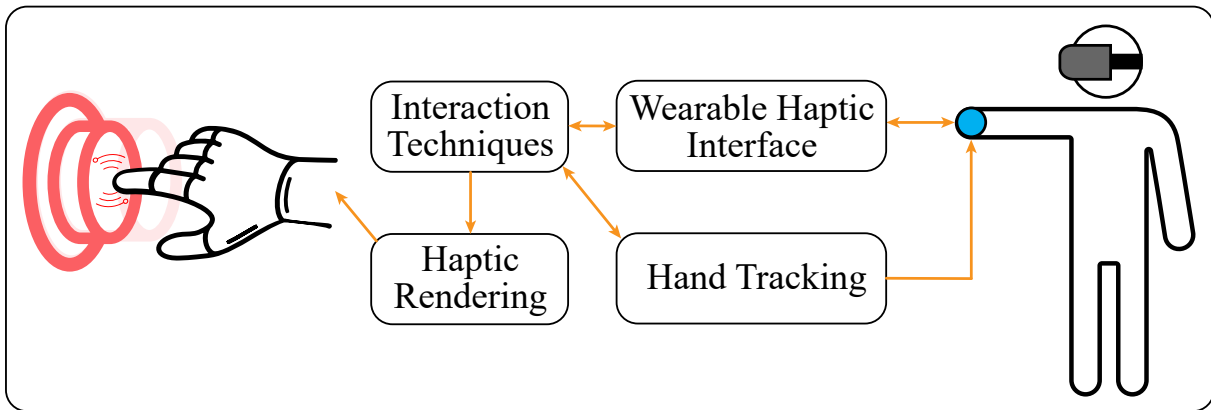 Interaction
Techniques
Wearable Haptic
Interface
Haptic
Rendering
Hand Tracking